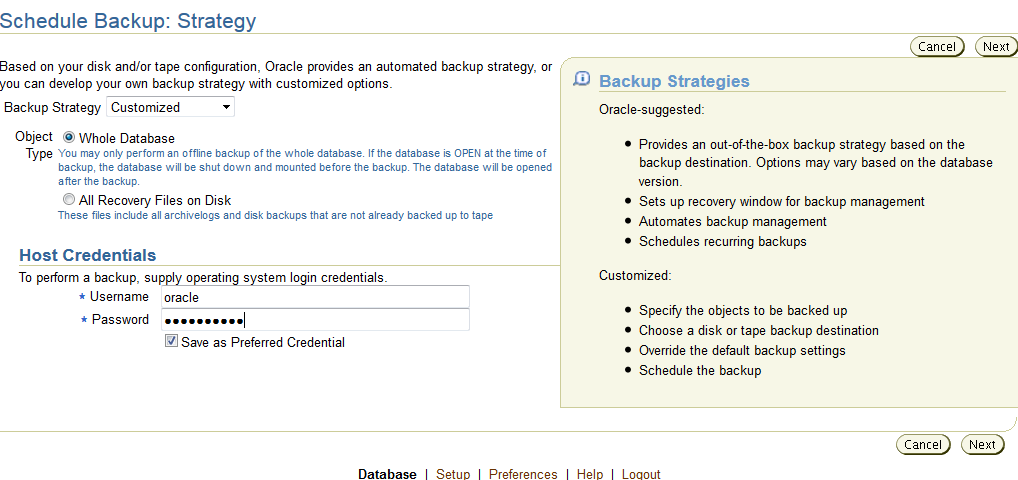 Schedule Backup: Strategy
Cancel Next
Based on your disk and/or tape configuration, Oracle provides an automated backup strategy, or
you can develop your own backup strategy with customized options.
Backup Strategy Customized
Object Type
Whole Database
You may only perform an offline backup of the whole database. If the database is OPEN at the time of
backup, the database will be shut down and mounted before the backup. The database will be opened
after the backup.
All Recovery Files on Disk
These files include all archivelogs and disk backups that are not already backed up to tape
Host Credentials
To perform a backup, supply operating system login credentials.
* Username oracle
* Password ●●●●●●●●●●
Save as Preferred Credential
Backup Strategies
Oracle-suggested:
• Provides an out-of-the-box backup strategy based on the
backup destination. Options may vary based on the database
version.
• Sets up recovery window for backup management
• Automates backup management
• Schedules recurring backups
Customized:
• Specify the objects to be backed up
• Choose a disk or tape backup destination
• Override the default backup settings
• Schedule the backup
Cancel Next
Database | Setup | Preferences | Help | Logout